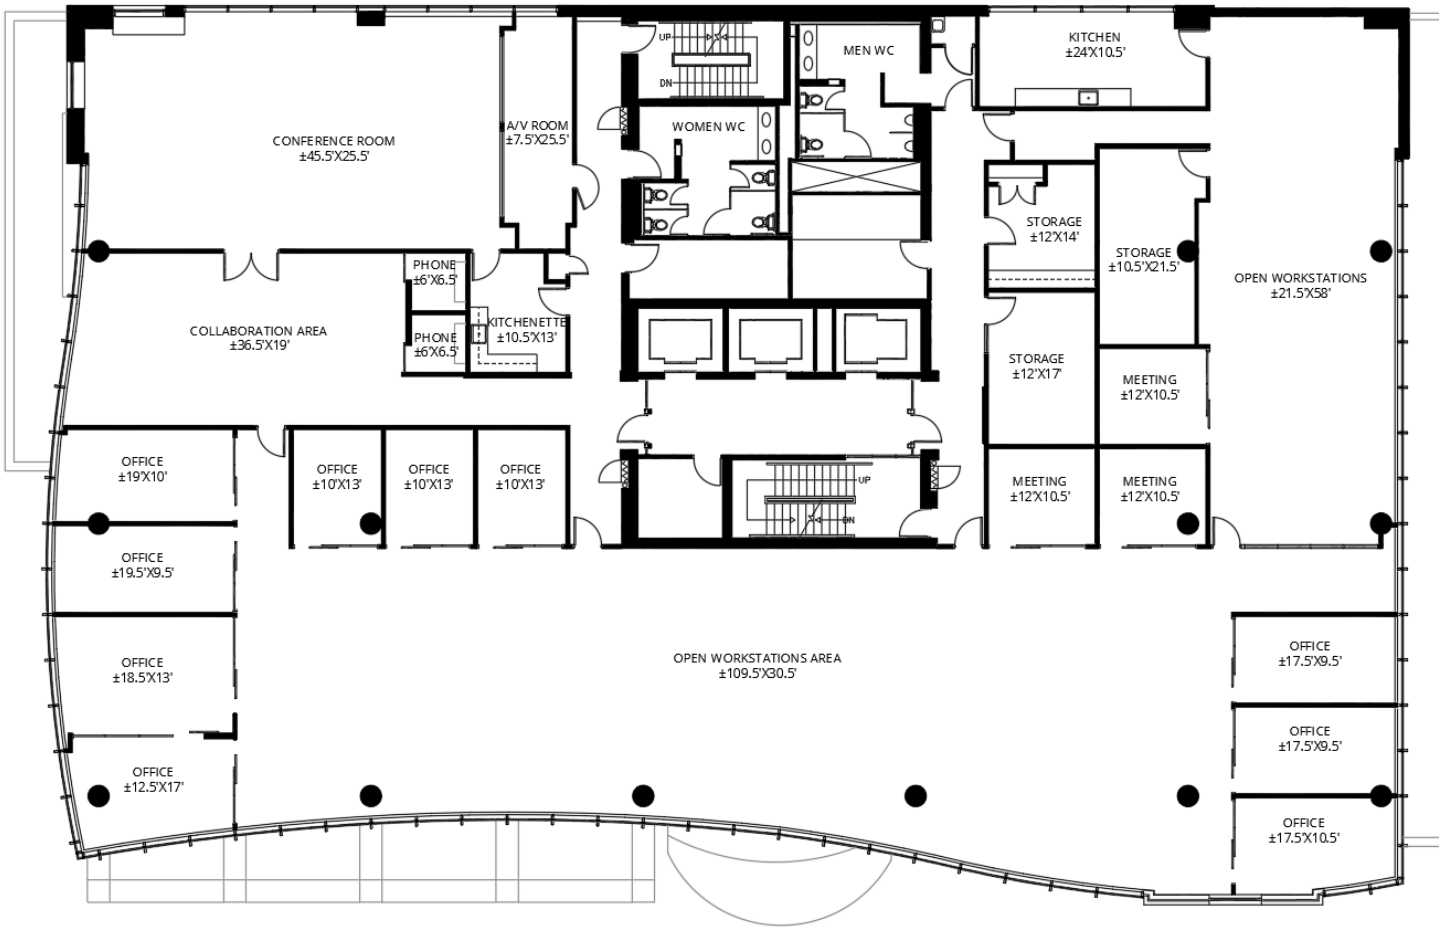 UP
DN
MEN WC
KITCHEN
±24'X10.5'
CONFERENCE ROOM
±45.5'X25.5'
A/V ROOM
±7.5'X25.5'
WOMEN WC
STORAGE
±12'X14'
STORAGE
±10.5'X21.5'
OPEN WORKSTATIONS
±21.5'X58'
PHONE
±6'X6.5'
COLLABORATION AREA
±36.5'X19'
PHONE
±6'X6.5'
KITCHENETTE
±10.5'X13'
STORAGE
±12'X17'
MEETING
±12'X10.5'
OFFICE
±19'X10'
OFFICE
±10'X13'
OFFICE
±10'X13'
OFFICE
±10'X13'
UP
DN
MEETING
±12'X10.5'
MEETING
±12'X10.5'
OFFICE
±19.5'X9.5'
OFFICE
±18.5'X13'
OPEN WORKSTATIONS AREA
±109.5'X30.5'
OFFICE
±17.5'X9.5'
OFFICE
±17.5'X9.5'
OFFICE
±12.5'X17'
OFFICE
±17.5'X10.5'